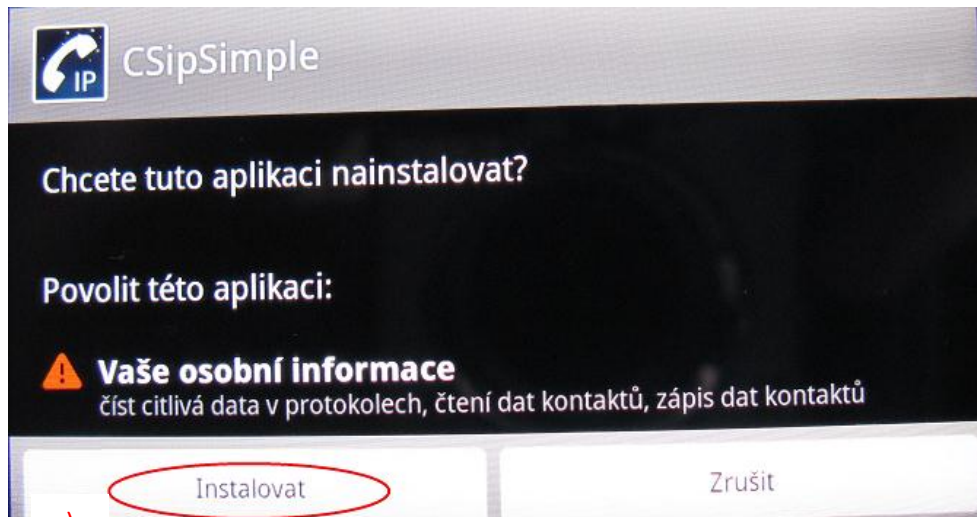 IP
CSipSimple
Chcete tuto aplikaci nainstalovat?
Povolit této aplikaci:
Vaše osobní informace
číst citlivá data v protokolech, čtení dat kontaktů, zápis dat kontaktů
Instalovat
Zrušit